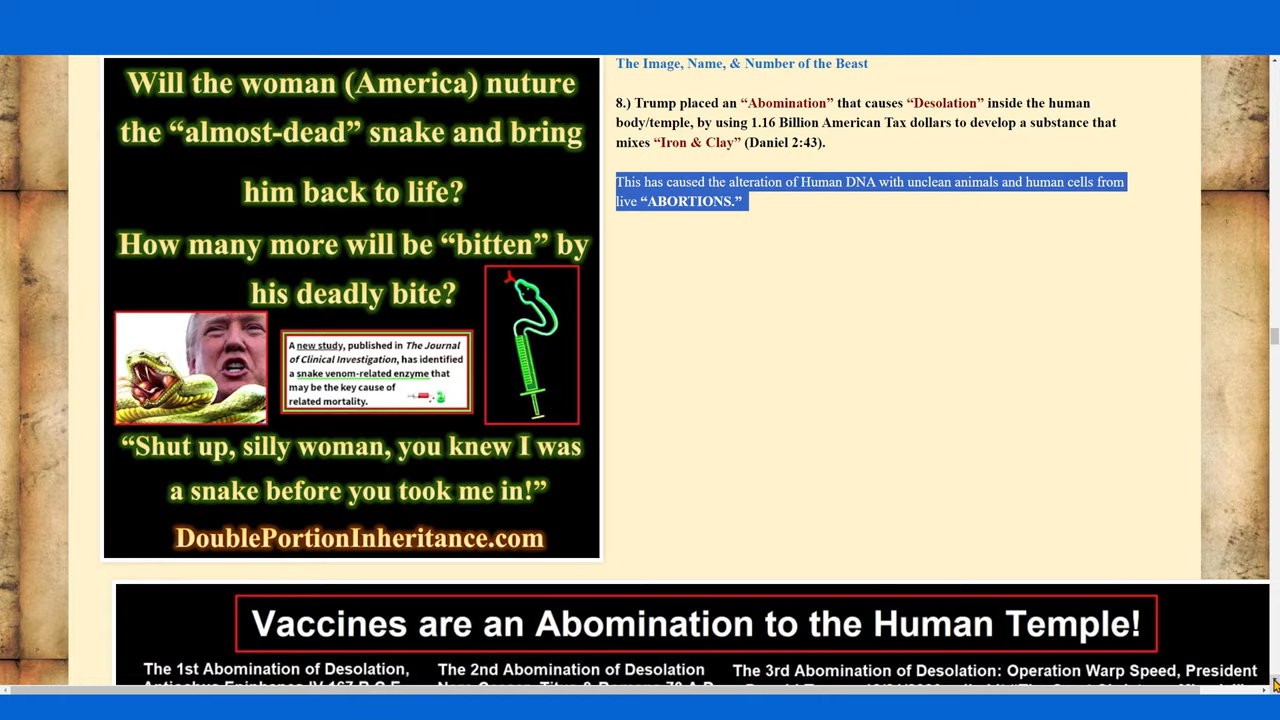 Will the woman (America) nuture
the “almost-dead” snake and bring
him back to life?
How many more will be “bitten” by
his deadly bite?
A new study, published in The Journal
of Clinical Investigation, has identified
a snake venom-related enzyme that
may be the key cause of
related mortality.
“Shut up, silly woman, you knew I was
a snake before you took me in!”
DoublePortionInheritance.com
The Image, Name, & Number of the Beast
8.) Trump placed an “Abomination” that causes “Desolation” inside the human
body/temple, by using 1.16 Billion American Tax dollars to develop a substance that
mixes “Iron & Clay” (Daniel 2:43).
This has caused the alteration of Human DNA with unclean animals and human cells from
live “ABORTIONS.”
Vaccines are an Abomination to the Human Temple!
The 1st Abomination of Desolation,
The 2nd Abomination of Desolation
The 3rd Abomination of Desolation: Operation Warp Speed, President